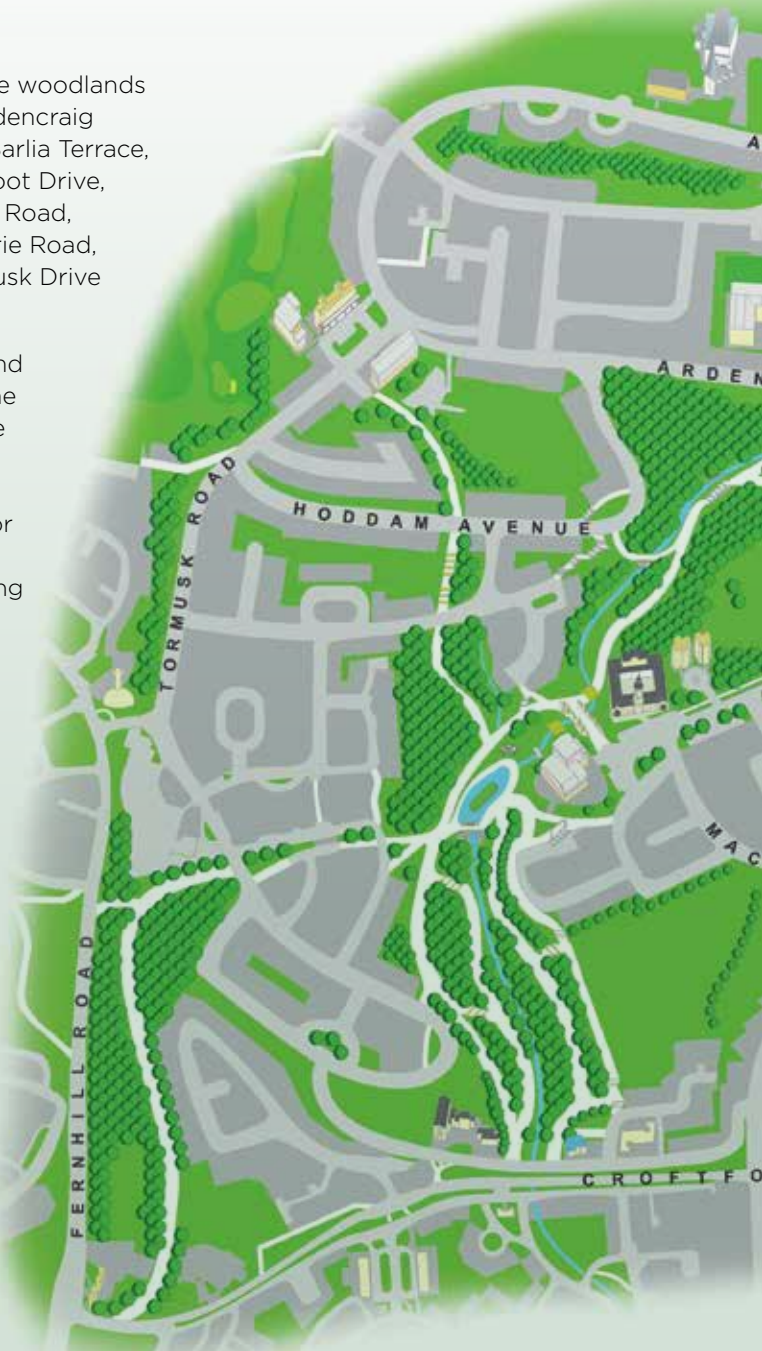 e woodlands
dencraig
arlia Terrace,
oot Drive,
Road,
rie Road,
usk Drive
nd
ne
e
or
ng
A
ARDEN
TORMUSK ROAD
HODDAM AVENUE
MAC
FERNHILL ROAD
CROFTFO